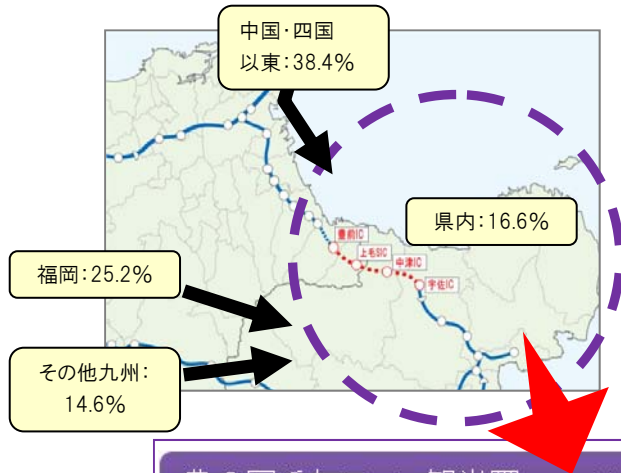 中国･四国
以東：38.4％
県内：16.6％
豊前IC
上毛SIC
中津IC
宇佐IC
福岡：25.2％
その他九州：
14.6％